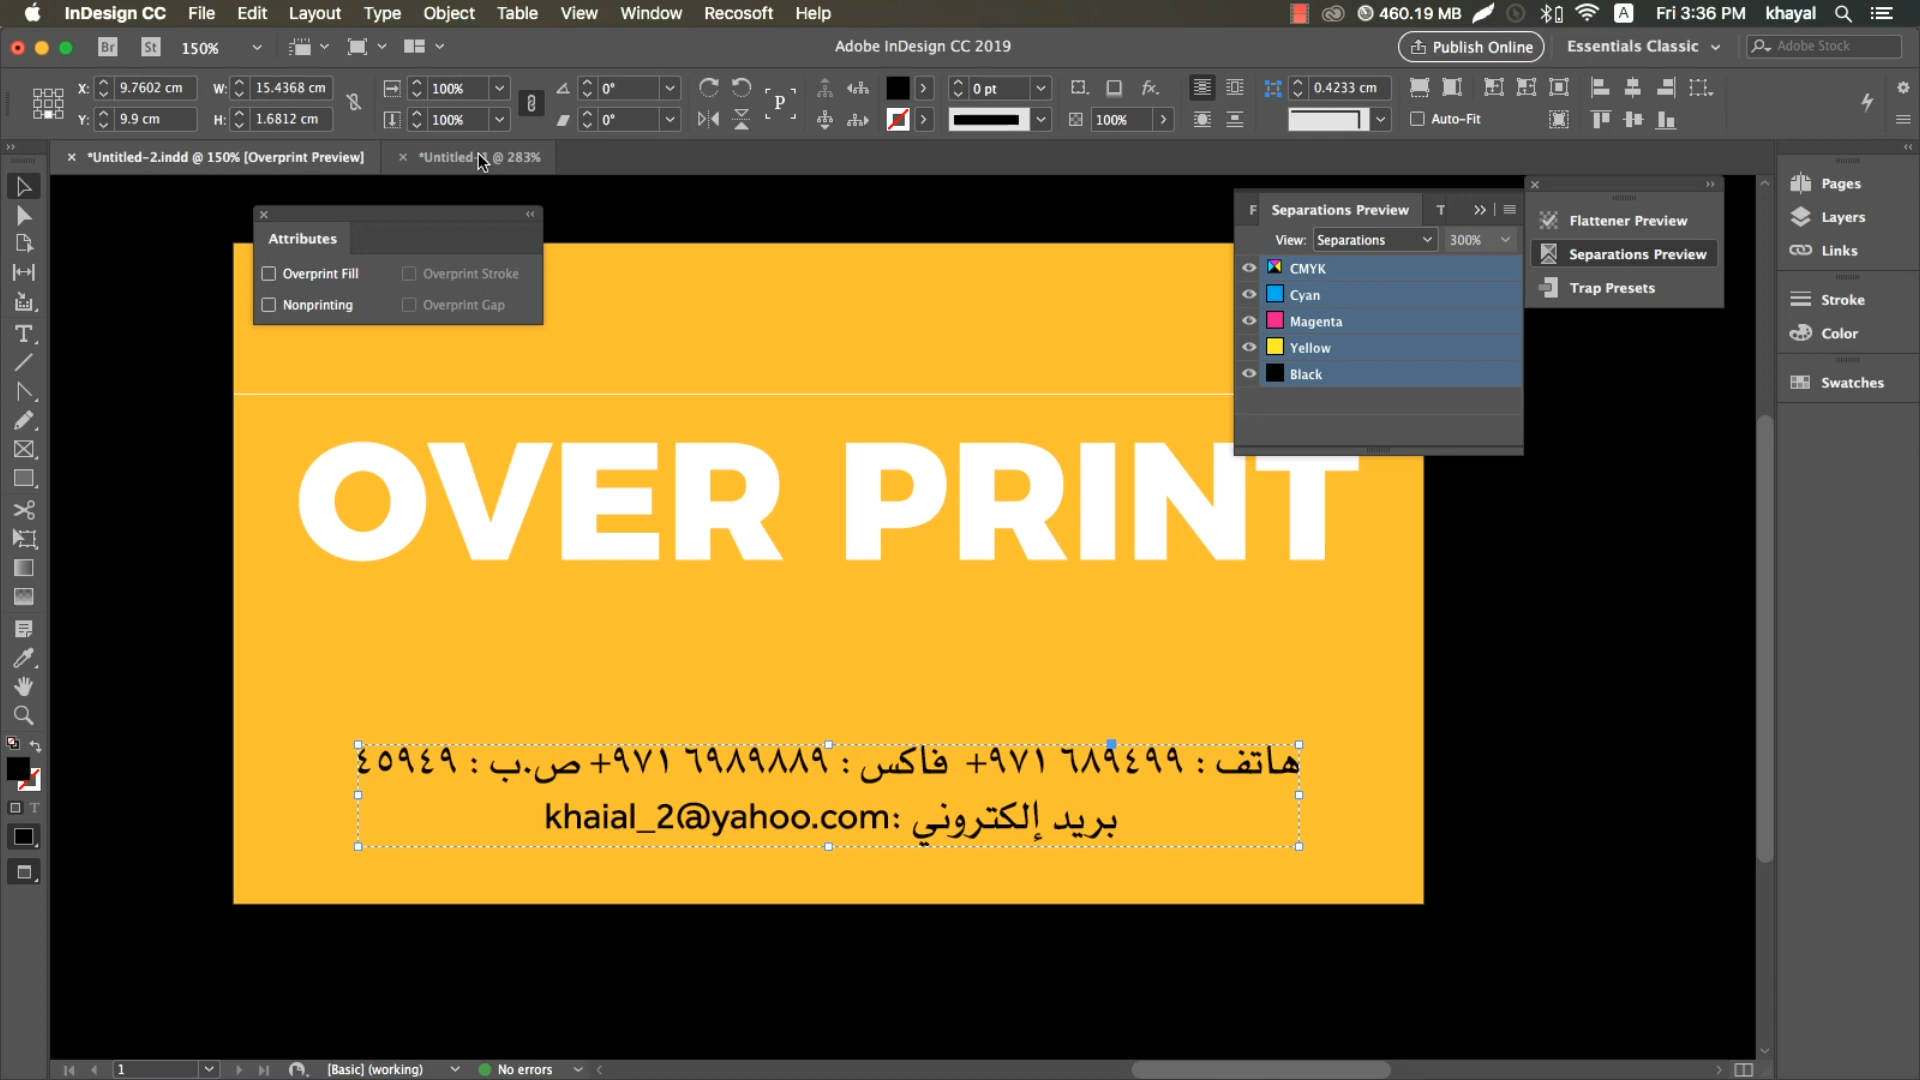 InDesign CC File Edit Layout Type Object Table View Window Recosoft Help 460.19 MB A Fri 3:36 PM khayal
Br St 150% Adobe InDesign CC 2019 Publish Online Essentials Classic Adobe Stock
X: 9.7602 cm W: 15.4368 cm 100% 0° P 0 pt fx. 0.4233 cm
Y: 9.9 cm H: 1.6812 cm 100% 0° 100% Auto-Fit
*Untitled-2.indd @ 150% [Overprint Preview] *Untitled-1 @ 283%
Attributes
Overprint Fill Overprint Stroke
Nonprinting Overprint Gap
F Separations Preview T
View: Separations 300%
CMYK
Cyan
Magenta
Yellow
Black
Flattener Preview
Separations Preview
Trap Presets
Pages
Layers
Links
Stroke
Color
Swatches
OVER PRINT
هاتف : ٦٨٩٤٩٩ ٩٧١+ فاكس : ٦٩٨٩٨٨٩ ٩٧١+ ص.ب : ٤٥٩٤٩
بريد إلكتروني :khaial_2@yahoo.com
1 [Basic] (working) No errors